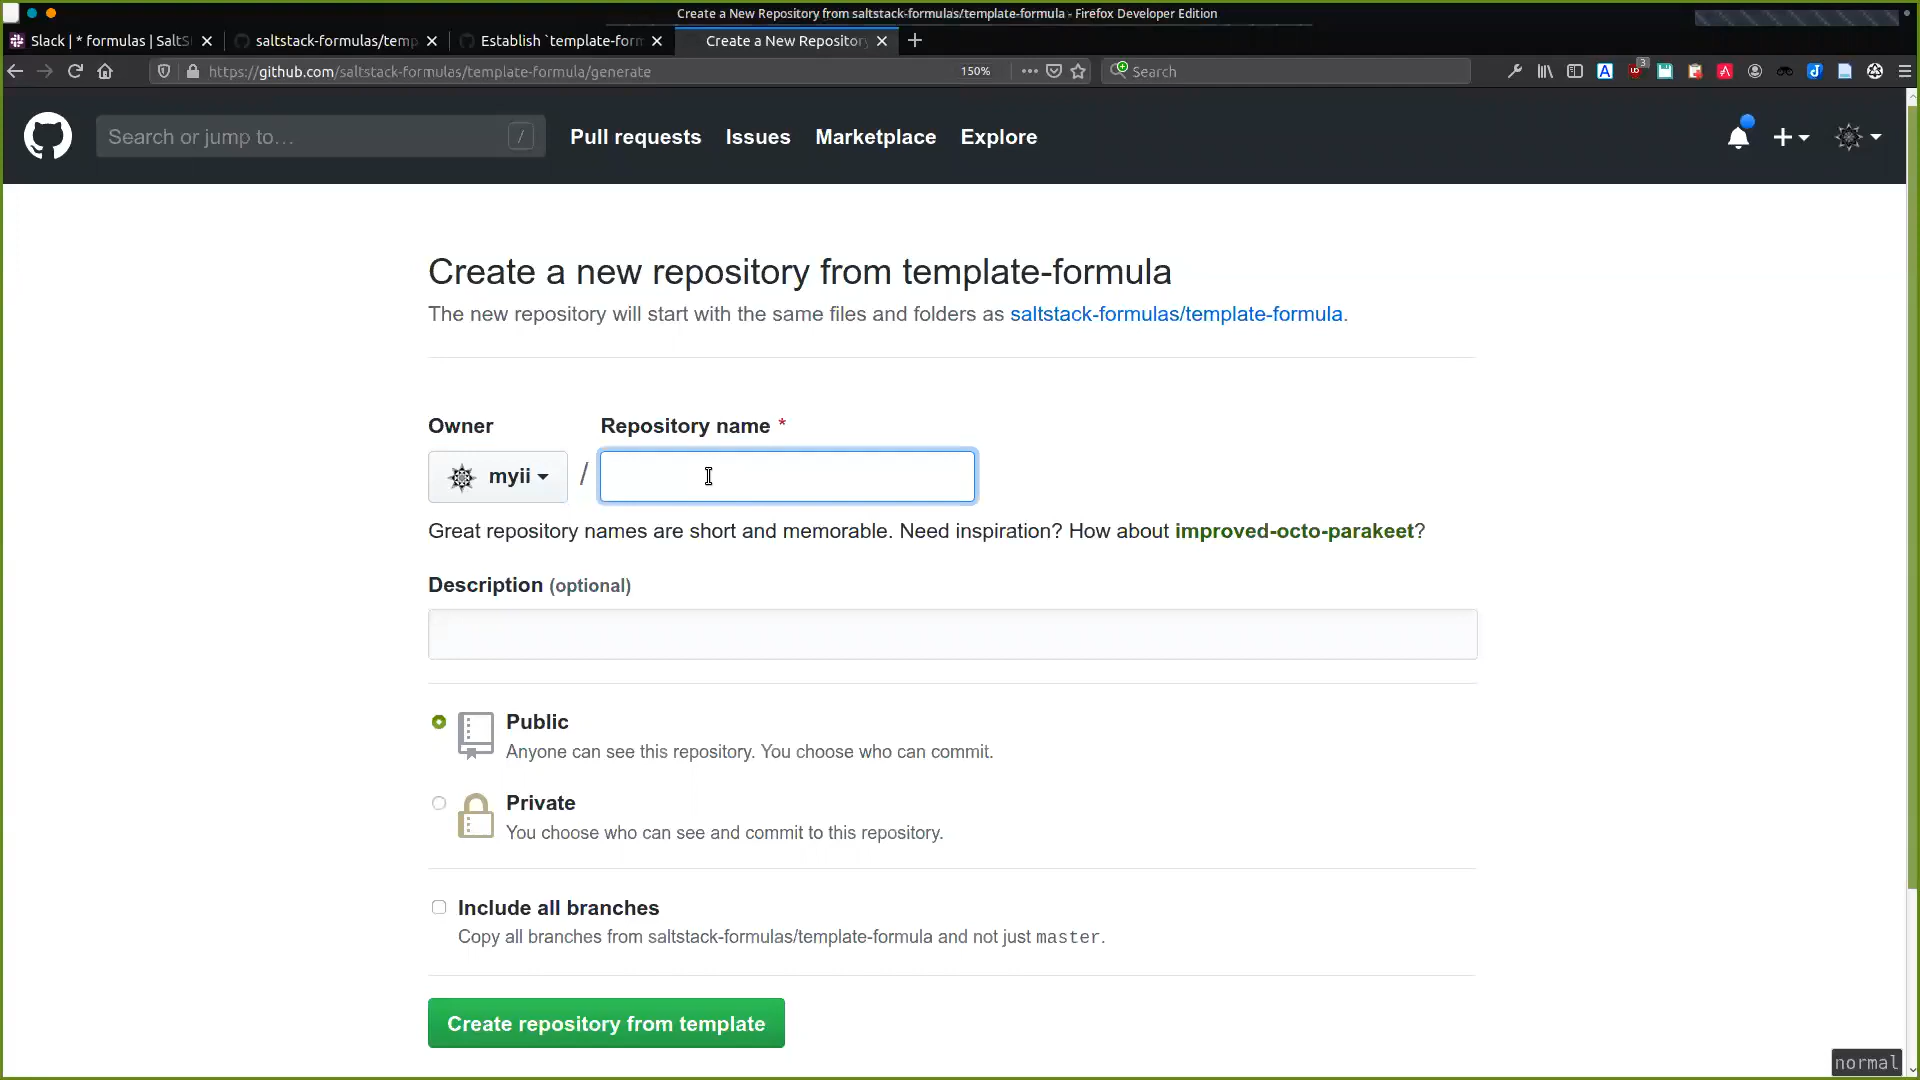 Create a New Repository from saltstack-formulas/template-formula - Firefox Developer Edition
Slack | * formulas | SaltS
saltstack-formulas/temp
Establish `template-form
Create a New Repository
https://github.com/saltstack-formulas/template-formula/generate
150%
Search
3
Search or jump to…
/
Pull requests
Issues
Marketplace
Explore
Create a new repository from template-formula
The new repository will start with the same files and folders as saltstack-formulas/template-formula.
Owner
Repository name *
myii
/
Great repository names are short and memorable. Need inspiration? How about improved-octo-parakeet?
Description (optional)
Public
Anyone can see this repository. You choose who can commit.
Private
You choose who can see and commit to this repository.
Include all branches
Copy all branches from saltstack-formulas/template-formula and not just master.
Create repository from template
normal